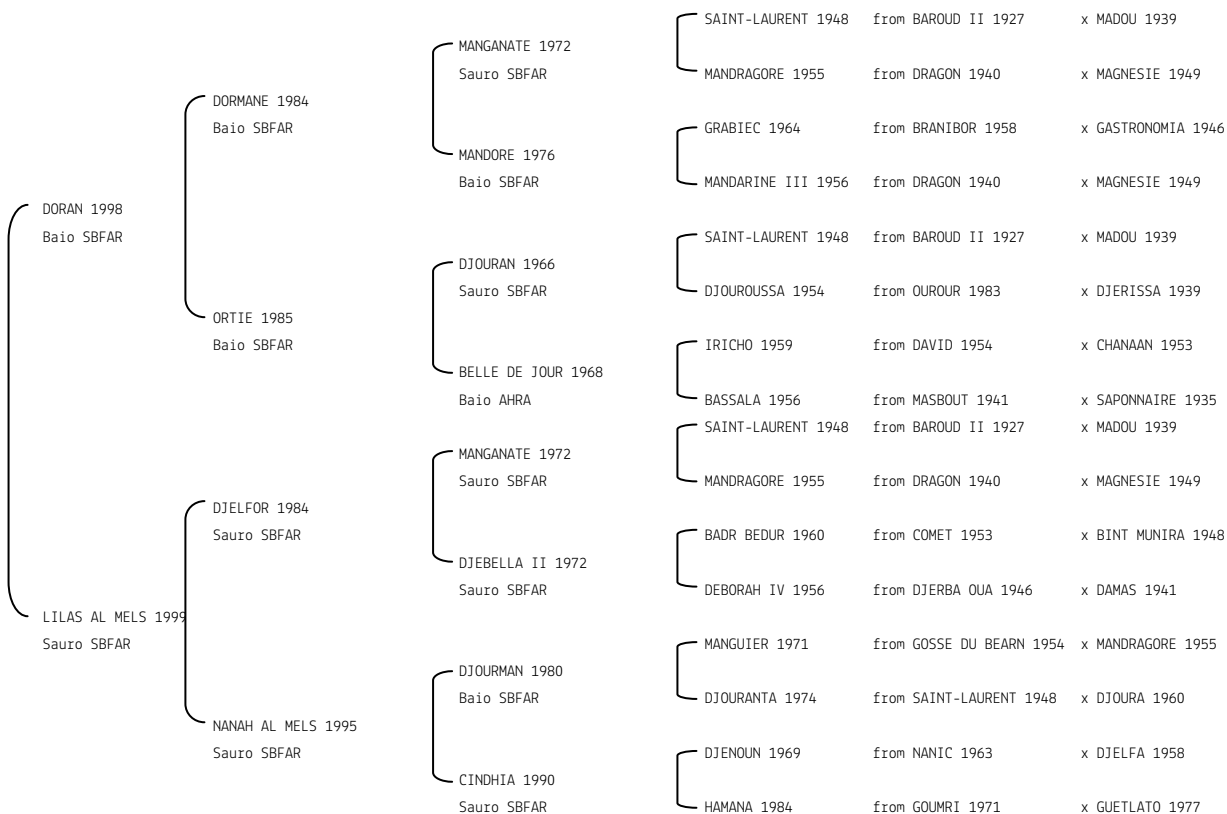 SAINT-LAURENT 1948 from BAROUD II 1927 x MADOU 1939
MANGANATE 1972
Sauro SBFAR
MANDRAGORE 1955 from DRAGON 1940 x MAGNESIE 1949
DORMANE 1984
Baio SBFAR
GRABIEC 1964 from BRANIBOR 1958 x GASTRONOMIA 1946
MANDORE 1976
Baio SBFAR
MANDARINE III 1956 from DRAGON 1940 x MAGNESIE 1949
DORAN 1998
Baio SBFAR
SAINT-LAURENT 1948 from BAROUD II 1927 x MADOU 1939
DJOURAN 1966
Sauro SBFAR
DJOUROUSSA 1954 from OUROUR 1983 x DJERISSA 1939
ORTIE 1985
Baio SBFAR
IRICHO 1959 from DAVID 1954 x CHANAAN 1953
BELLE DE JOUR 1968
Baio AHRA
BASSALA 1956 from MASBOUT 1941 x SAPONNAIRE 1935
SAINT-LAURENT 1948 from BAROUD II 1927 x MADOU 1939
MANGANATE 1972
Sauro SBFAR
MANDRAGORE 1955 from DRAGON 1940 x MAGNESIE 1949
DJELFOR 1984
Sauro SBFAR
BADR BEDUR 1960 from COMET 1953 x BINT MUNIRA 1948
DJEBELLA II 1972
Sauro SBFAR
DEBORAH IV 1956 from DJERBA OUA 1946 x DAMAS 1941
LILAS AL MELS 1999
Sauro SBFAR
MANGUIER 1971 from GOSSE DU BEARN 1954 x MANDRAGORE 1955
DJOURMAN 1980
Baio SBFAR
DJOURANTA 1974 from SAINT-LAURENT 1948 x DJOURA 1960
NANAH AL MELS 1995
Sauro SBFAR
DJENOUN 1969 from NANIC 1963 x DJELFA 1958
CINDHIA 1990
Sauro SBFAR
HAMANA 1984 from GOUMRI 1971 x GUETLATO 1977